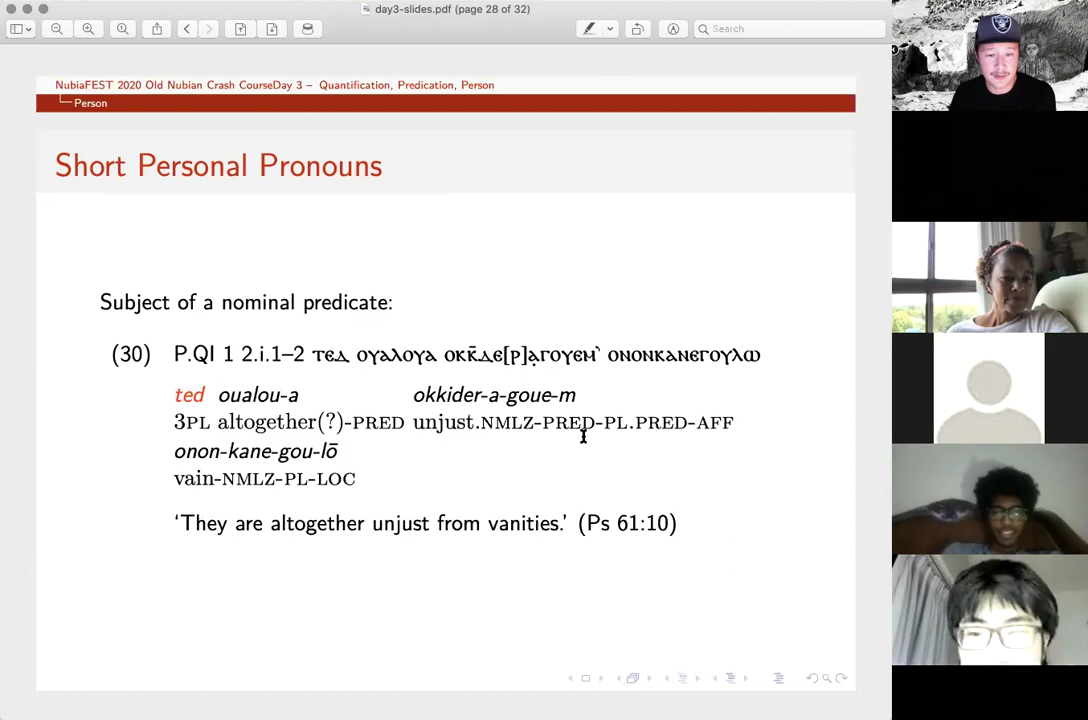 day3-slides.pdf (page 28 of 32)
Search
NubiaFEST 2020 Old Nubian Crash CourseDay 3 – Quantification, Predication, Person
Person
Short Personal Pronouns
Subject of a nominal predicate:
(30) P.QI 1 2.i.1–2 ⲧⲉⲇ ⲟⲩⲁⲗⲟⲩⲁ ⲟⲕⲕ̄ⲇⲉ[ⲣ]ⲁ̣ⲅⲟⲩⲉⲙ̀ ⲟⲛⲟⲛⲕⲁⲛⲉⲅⲟⲩⲗⲱ
ted oualou-a okkider-a-goue-m
3PL altogether(?)-PRED unjust.NMLZ-PRED-PL.PRED-AFF
onon-kane-gou-lō
vain-NMLZ-PL-LOC
‘They are altogether unjust from vanities.’ (Ps 61:10)